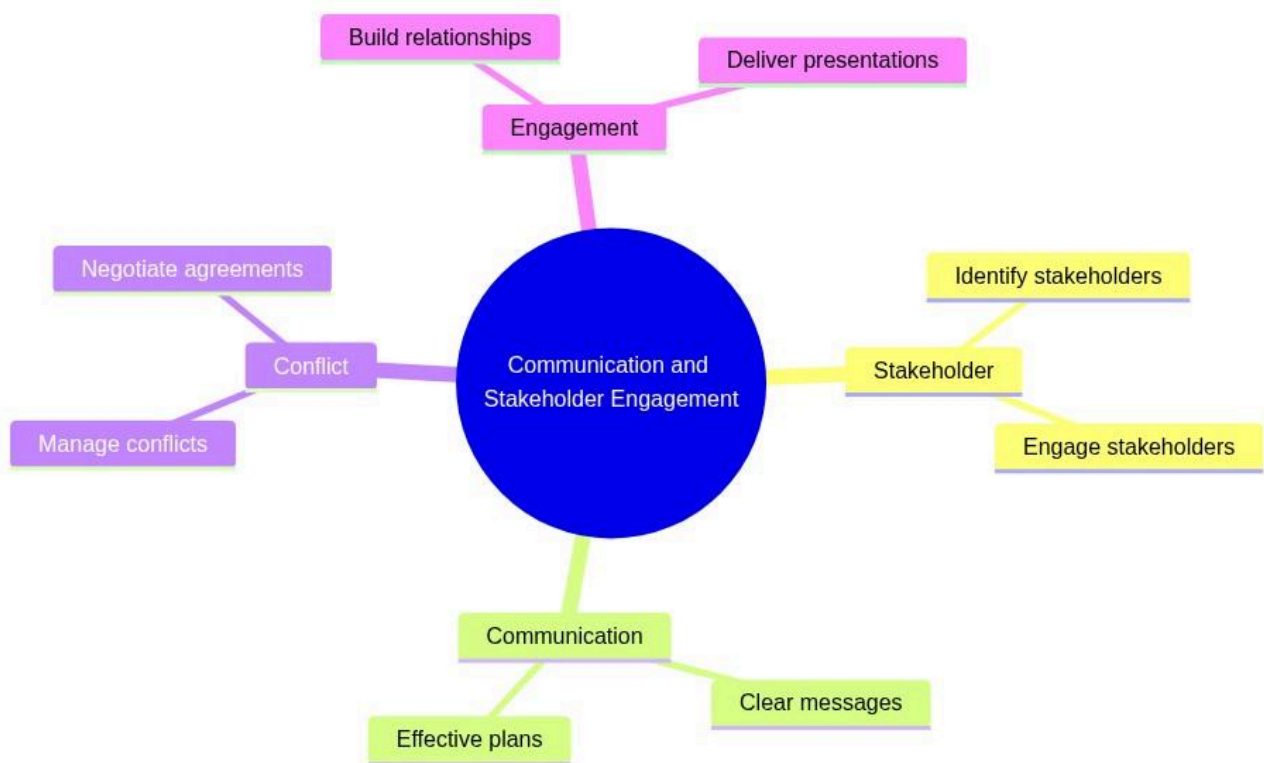 Build relationships
Deliver presentations
Engagement
Negotiate agreements
Identify stakeholders
Conflict
Communication and
Stakeholder Engagement
Stakeholder
Manage conflicts
Engage stakeholders
Communication
Clear messages
Effective plans